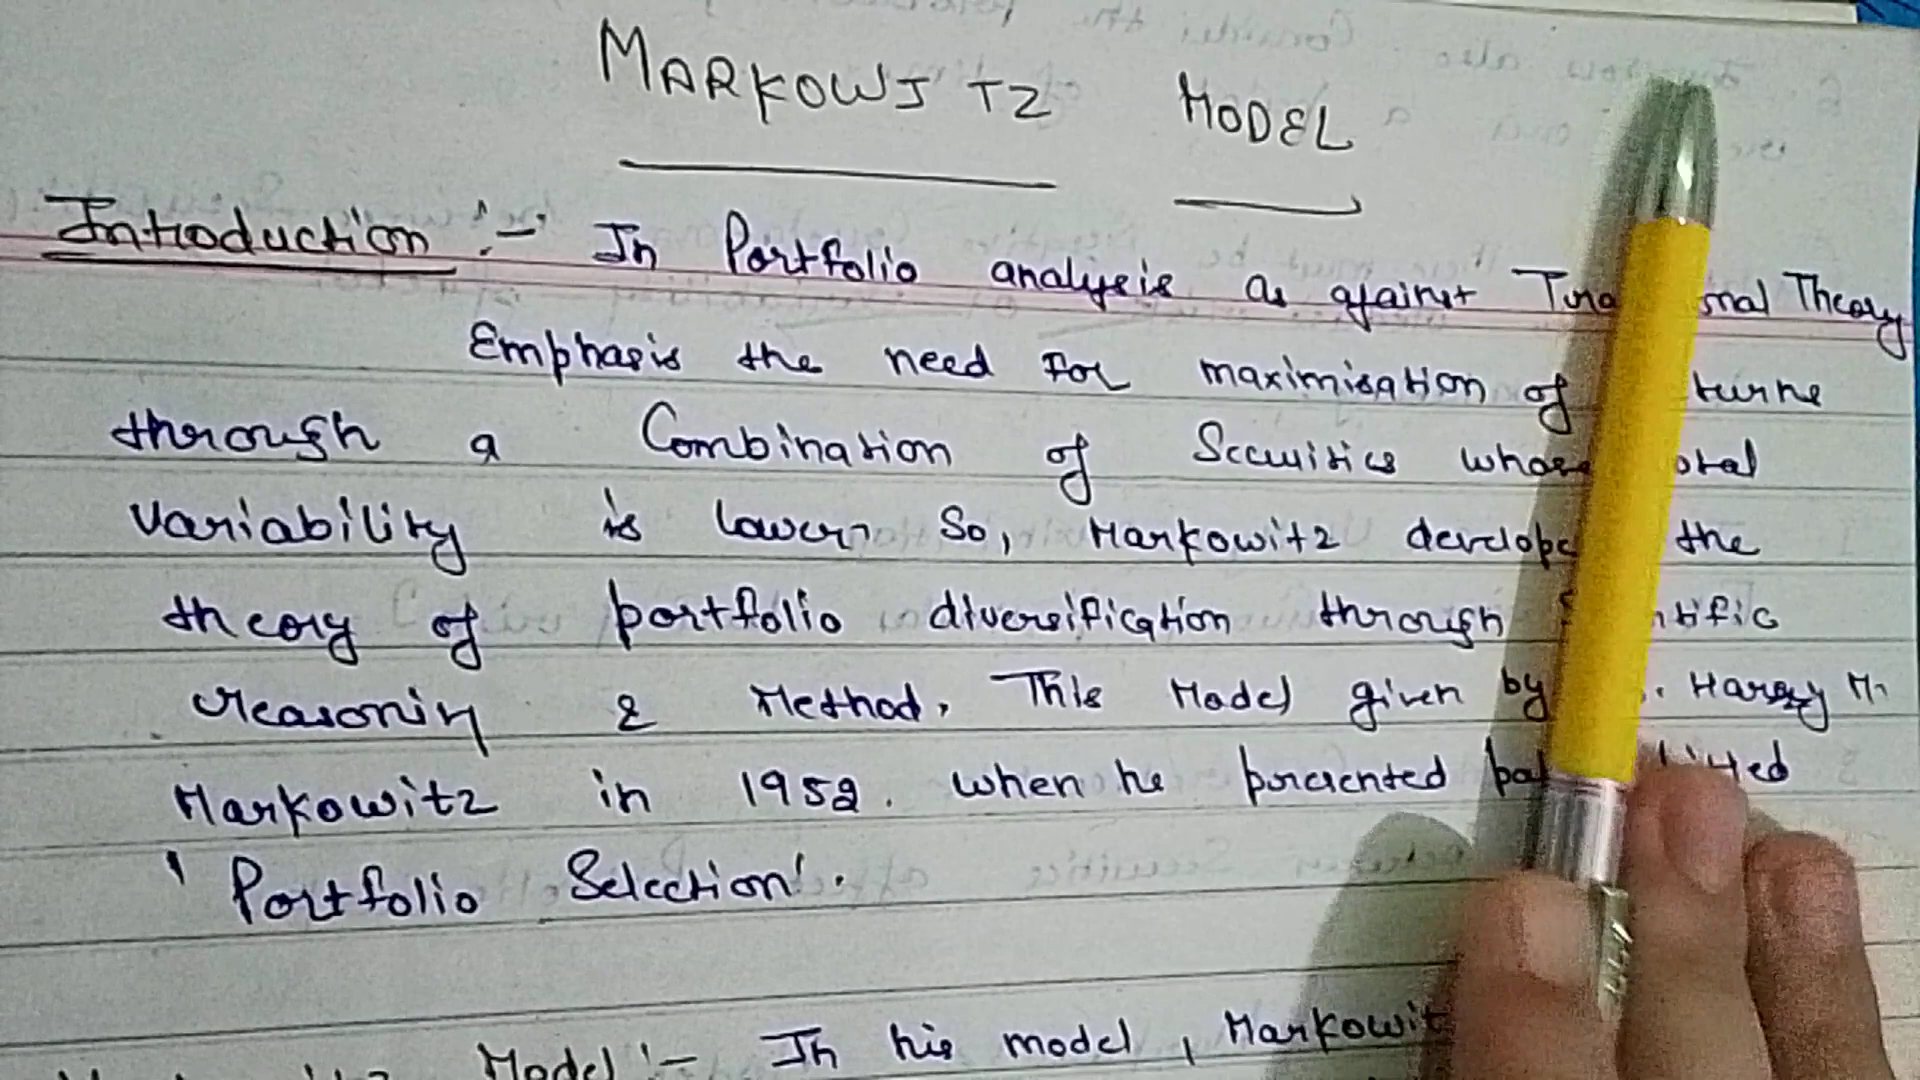 MARKOWITZ MODEL
Introduction :- In Portfolio analysis as against Theory
Emphasis the need for maximisation of
through a Combination of Securities whose
variability is lower. So, Markowitz the
theory of portfolio diversification through
reasoning & Method. This Model given by Harry M.
Markowitz in 1952. When he presented
'Portfolio Selection'.
Model :- In his model,